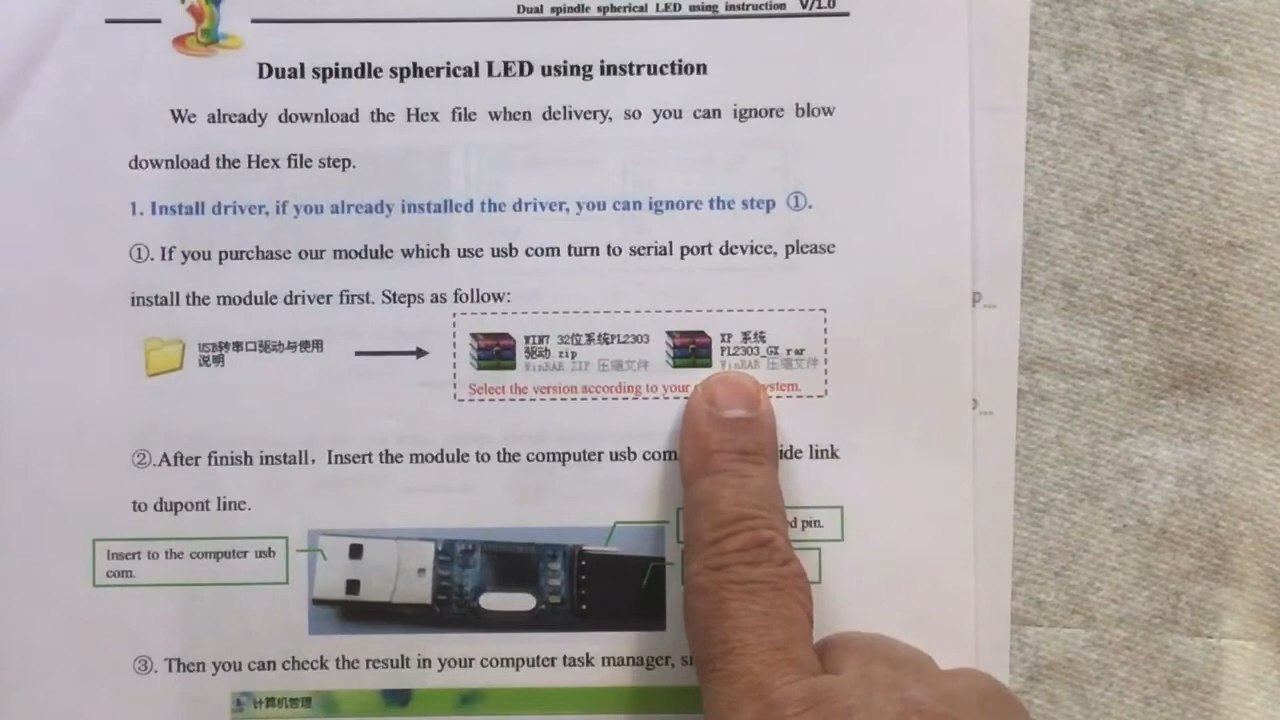 Dual spindle spherical LED using instruction V/1.0
Dual spindle spherical LED using instruction
We already download the Hex file when delivery, so you can ignore blow
download the Hex file step.
1. Install driver, if you already installed the driver, you can ignore the step ①.
①. If you purchase our module which use usb com turn to serial port device, please
install the module driver first. Steps as follow:
USB转串口驱动与使用
说明
WIN7 32位系统PL2303
驱动.zip
WinRAR ZIP 压缩文件
XP 系统
PL2303_GX.rar
WinRAR 压缩文件
Select the version according to your
②.After finish install，Insert the module to the computer usb com
link
to dupont line.
pin.
Insert to the computer usb
com.
③. Then you can check the result in your computer task manager,
计算机管理